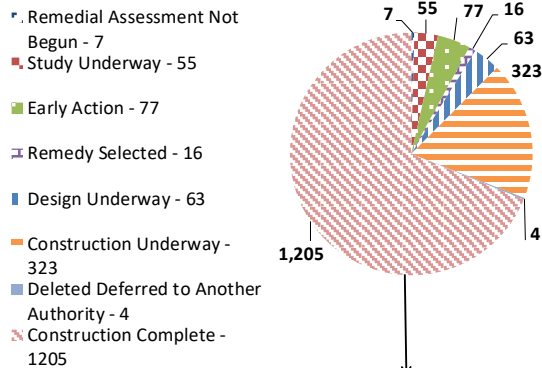 Remedial Assessment Not
Begun - 7
Study Underway - 55
Early Action - 77
Remedy Selected - 16
Design Underway - 63
Construction Underway -
323
Deleted Deferred to Another
Authority - 4
Construction Complete -
1205
7
55
77
16
63
323
4
1,205